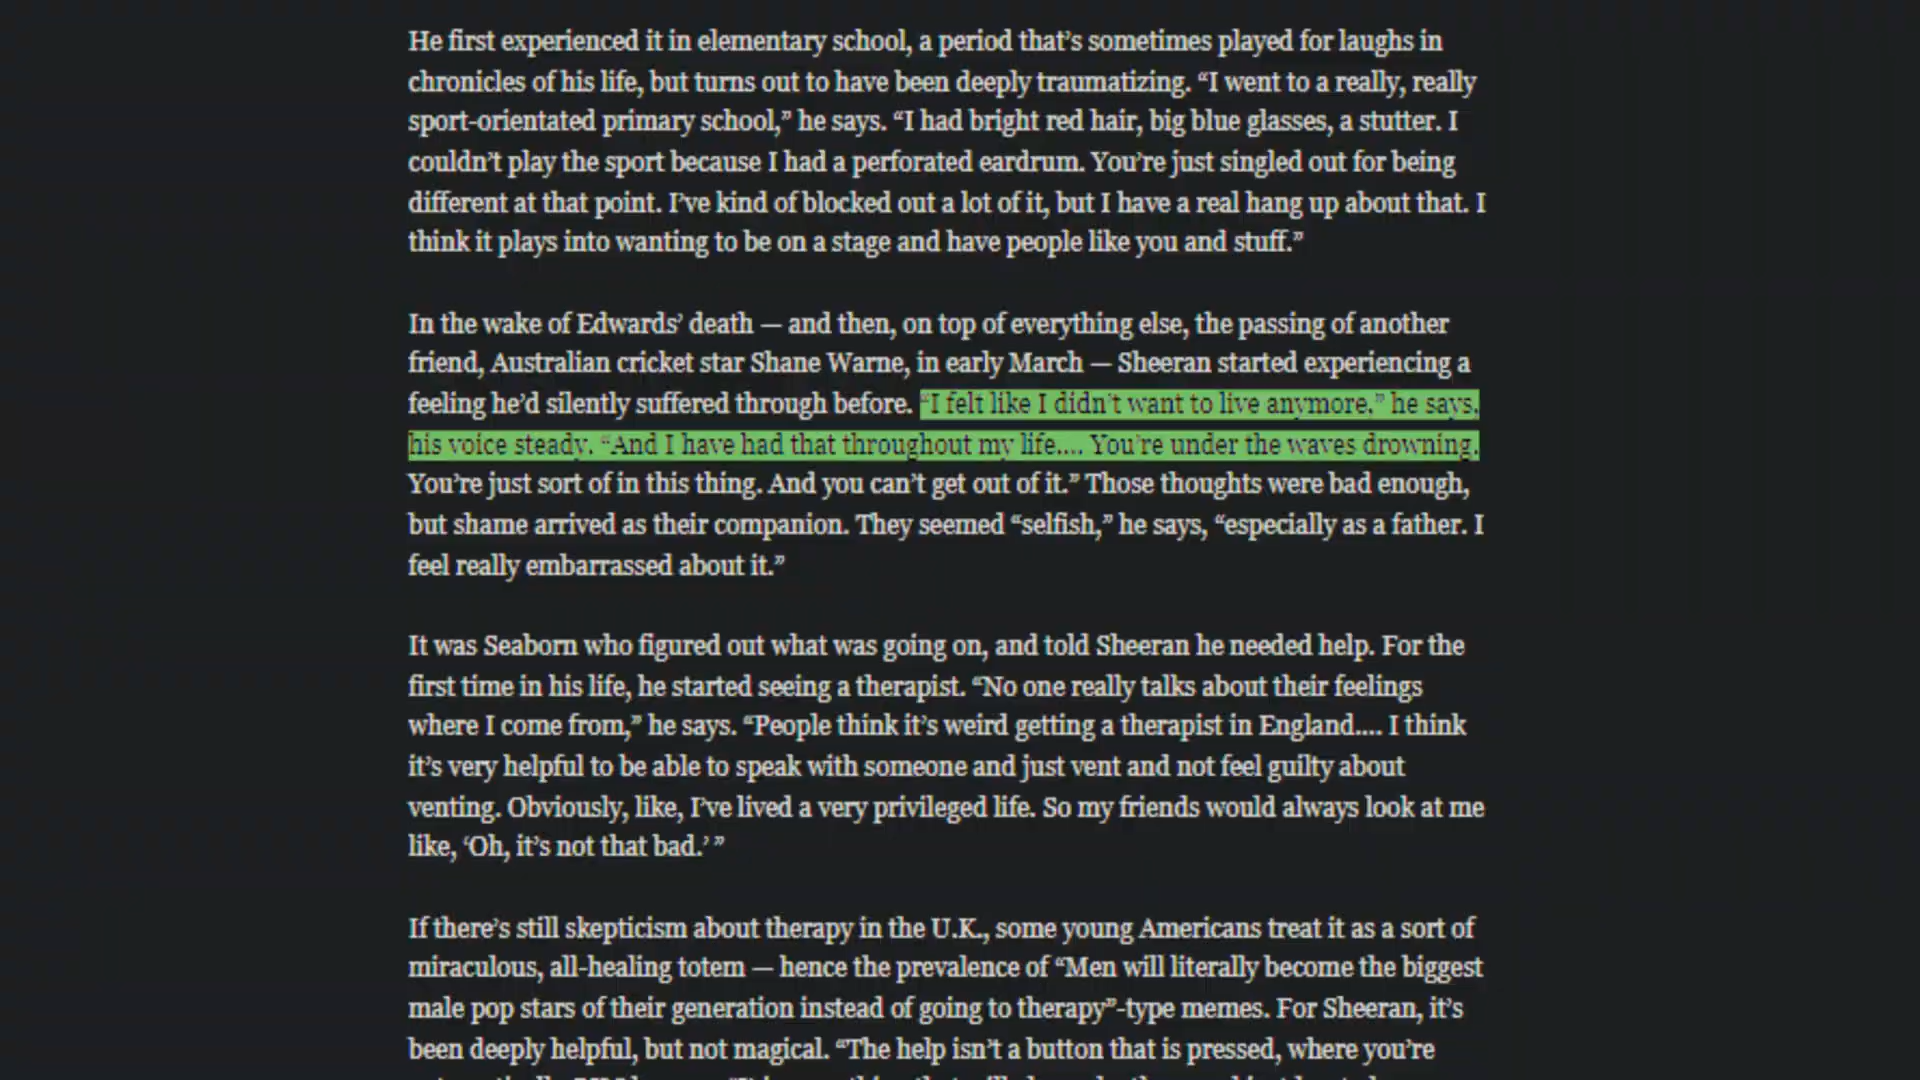 He first experienced it in elementary school, a period that’s sometimes played for laughs in
chronicles of his life, but turns out to have been deeply traumatizing. “I went to a really, really
sport-orientated primary school,” he says. “I had bright red hair, big blue glasses, a stutter. I
couldn’t play the sport because I had a perforated eardrum. You’re just singled out for being
different at that point. I’ve kind of blocked out a lot of it, but I have a real hang up about that. I
think it plays into wanting to be on a stage and have people like you and stuff.”
In the wake of Edwards’ death — and then, on top of everything else, the passing of another
friend, Australian cricket star Shane Warne, in early March — Sheeran started experiencing a
feeling he’d silently suffered through before. “I felt like I didn’t want to live anymore,” he says,
his voice steady. “And I have had that throughout my life.... You’re under the waves drowning.
You’re just sort of in this thing. And you can’t get out of it.” Those thoughts were bad enough,
but shame arrived as their companion. They seemed “selfish,” he says, “especially as a father. I
feel really embarrassed about it.”
It was Seaborn who figured out what was going on, and told Sheeran he needed help. For the
first time in his life, he started seeing a therapist. “No one really talks about their feelings
where I come from,” he says. “People think it’s weird getting a therapist in England.... I think
it’s very helpful to be able to speak with someone and just vent and not feel guilty about
venting. Obviously, like, I’ve lived a very privileged life. So my friends would always look at me
like, ‘Oh, it’s not that bad.’ ”
If there’s still skepticism about therapy in the U.K., some young Americans treat it as a sort of
miraculous, all-healing totem — hence the prevalence of “Men will literally become the biggest
male pop stars of their generation instead of going to therapy”-type memes. For Sheeran, it’s
been deeply helpful, but not magical. “The help isn’t a button that is pressed, where you’re